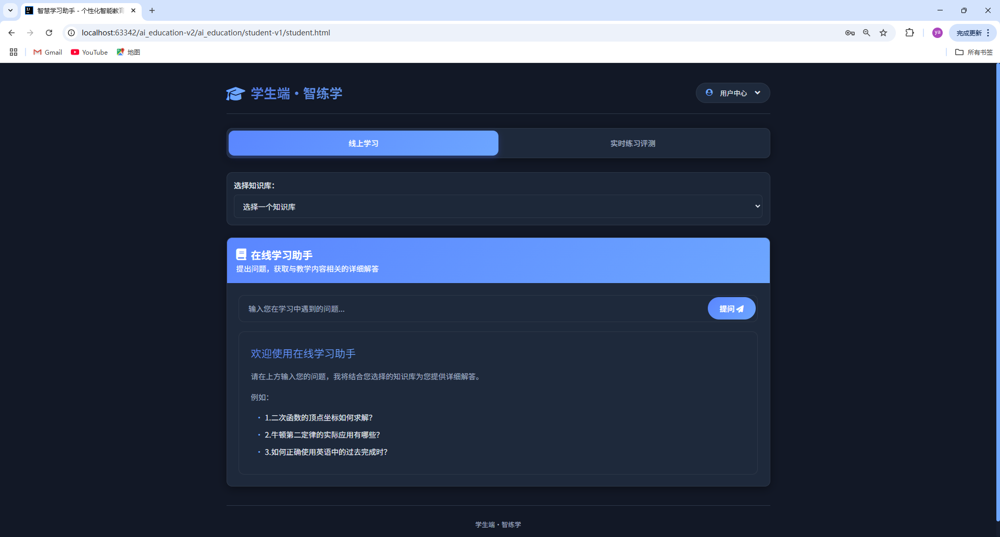 智慧学习助手 - 个性化智能教育
localhost:63342/ai_education-v2/ai_education/student-v1/student.html
ya
完成更新
Gmail
YouTube
地图
所有书签
学生端·智练学
用户中心
线上学习
实时练习评测
选择知识库：
选择一个知识库
在线学习助手
提出问题，获取与教学内容相关的详细解答
输入您在学习中遇到的问题...
提问
欢迎使用在线学习助手
请在上方输入您的问题，我将结合您选择的知识库为您提供详细解答。
例如：
• 1.二次函数的顶点坐标如何求解？
• 2.牛顿第二定律的实际应用有哪些？
• 3.如何正确使用英语中的过去完成时？
学生端·智练学